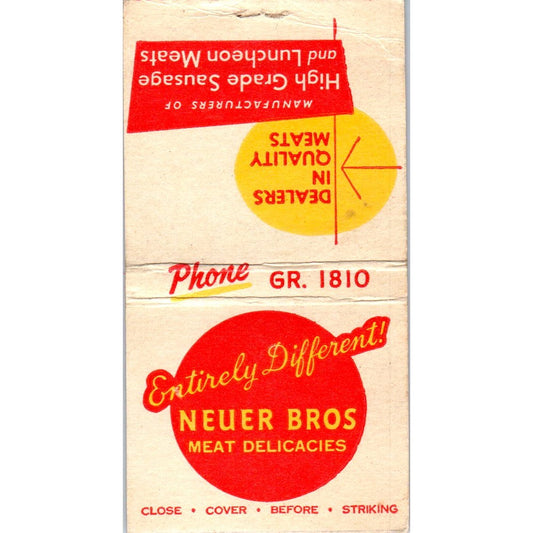 MANUFACTURERS OF
High Grade Sausage
and Luncheon Meats
DEALERS
IN
QUALITY
MEATS
Phone GR. 1810
Entirely Different!
NEUER BROS
MEAT DELICACIES
CLOSE • COVER • BEFORE • STRIKING